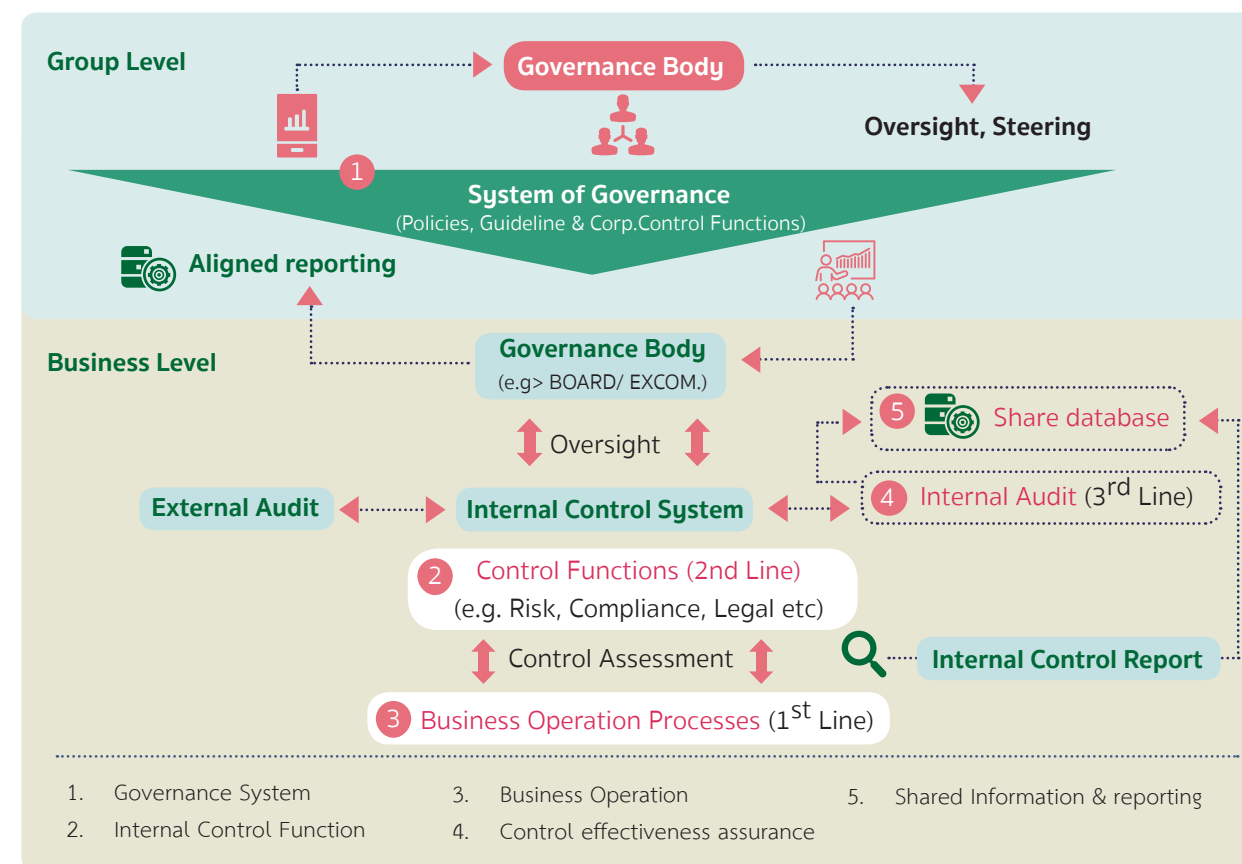 Group Level
Governance Body
Oversight, Steering
1
System of Governance
(Policies, Guideline & Corp.Control Functions)
Aligned reporting
Business Level
Governance Body
(e.g> BOARD/ EXCOM.)
5 Share database
Oversight
External Audit
Internal Control System
4 Internal Audit (3rd Line)
2 Control Functions (2nd Line)
(e.g. Risk, Compliance, Legal etc)
Control Assessment
Internal Control Report
3 Business Operation Processes (1st Line)
1. Governance System
2. Internal Control Function
3. Business Operation
4. Control effectiveness assurance
5. Shared Information & reporting